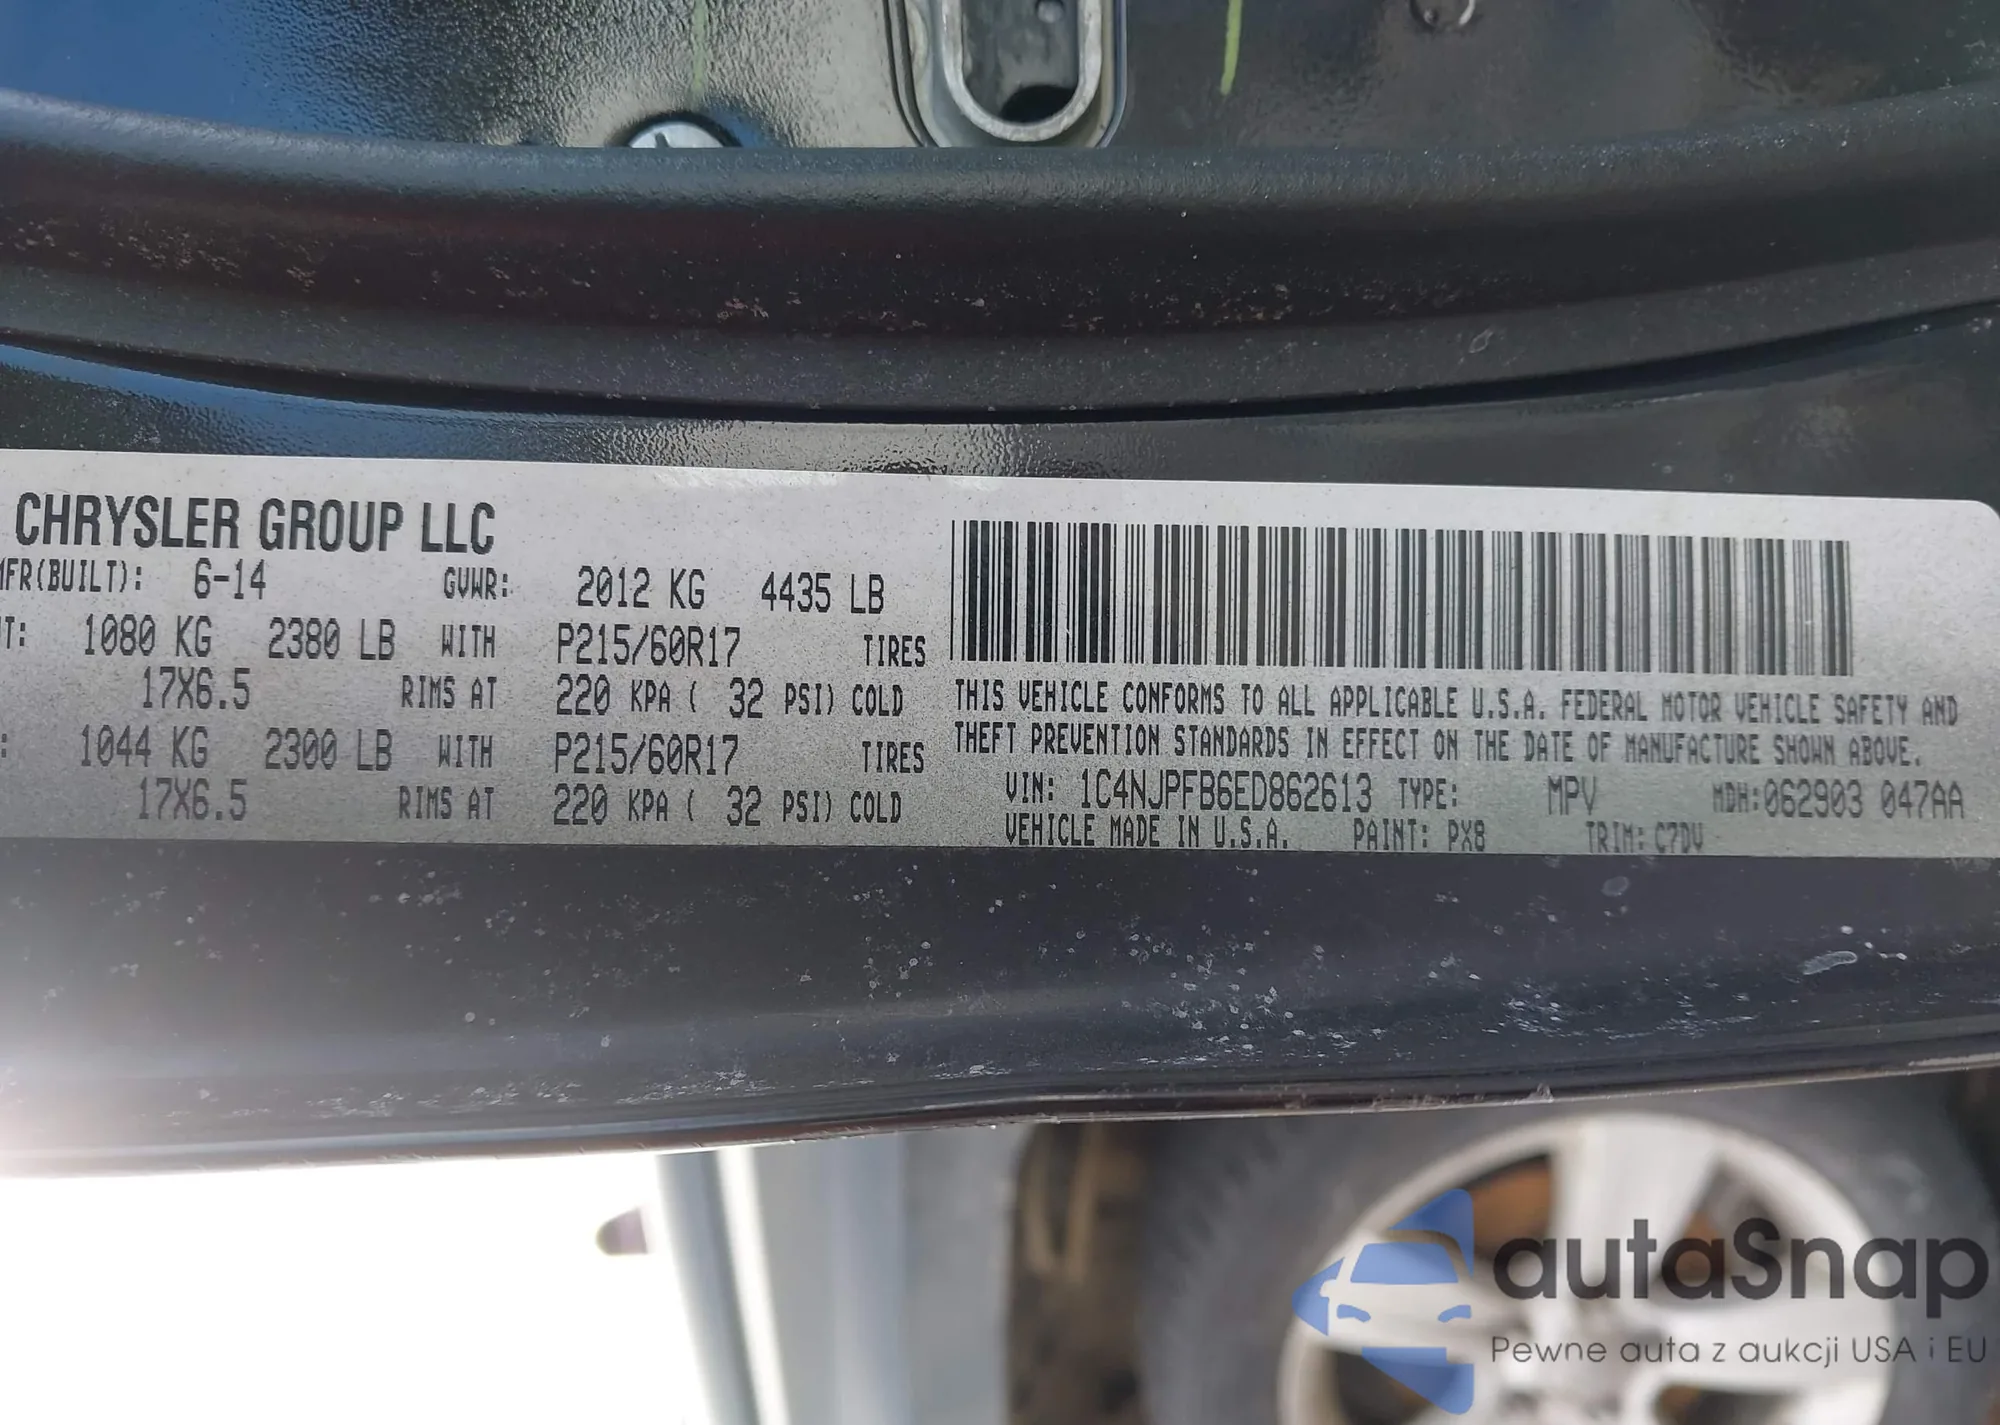 CHRYSLER GROUP LLC
MFR(BUILT): 6-14 GVWR: 2012 KG 4435 LB
T: 1080 KG 2380 LB WITH P215/60R17 TIRES
17X6.5 RIMS AT 220 KPA ( 32 PSI) COLD
: 1044 KG 2300 LB WITH P215/60R17 TIRES
17X6.5 RIMS AT 220 KPA ( 32 PSI) COLD
THIS VEHICLE CONFORMS TO ALL APPLICABLE U.S.A. FEDERAL MOTOR VEHICLE SAFETY AND
THEFT PREVENTION STANDARDS IN EFFECT ON THE DATE OF MANUFACTURE SHOWN ABOVE.
VIN: 1C4NJPFB6ED862613 TYPE: MPV MDH:062903 047AA
VEHICLE MADE IN U.S.A. PAINT: PX8 TRIM: C7DV
autaSnap
Pewne auta z aukcji USA i EU